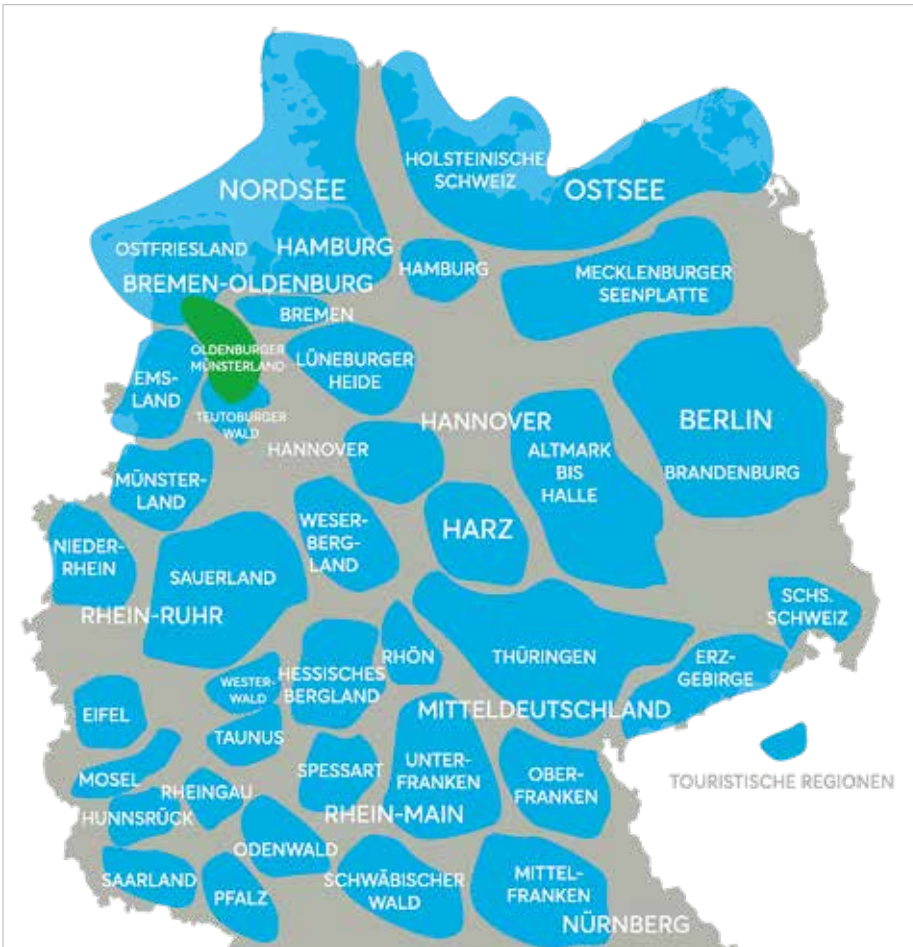 HOLSTEINISCHE
SCHWEIZ
NORDSEE
OSTSEE
OSTFRIESLAND
HAMBURG
HAMBURG
BREMEN-OLDENBURG
MECKLENBURGER
SEENPLATTE
BREMEN
OLDENBURGER
MÜNSTERLAND
LÜNEBURGER
HEIDE
EMS-
LAND
TEUTOBURGER
WALD
HANNOVER
BERLIN
HANNOVER
ALTMARK
BIS
HALLE
BRANDENBURG
MÜNSTER-
LAND
WESER-
BERG-
LAND
HARZ
NIEDER-
RHEIN
SAUERLAND
RHEIN-RUHR
SCHS.
SCHWEIZ
RHÖN
THÜRINGEN
ERZ-
GEBIRGE
WESTER-
WALD
HESSISCHES
BERGLAND
MITTELDEUTSCHLAND
EIFEL
TAUNUS
MOSEL
RHEINGAU
SPESSART
UNTER-
FRANKEN
OBER-
FRANKEN
TOURISTISCHE REGIONEN
HUNNSRÜCK
RHEIN-MAIN
ODENWALD
SAARLAND
PFALZ
SCHWÄBISCHER
WALD
MITTEL-
FRANKEN
NÜRNBERG